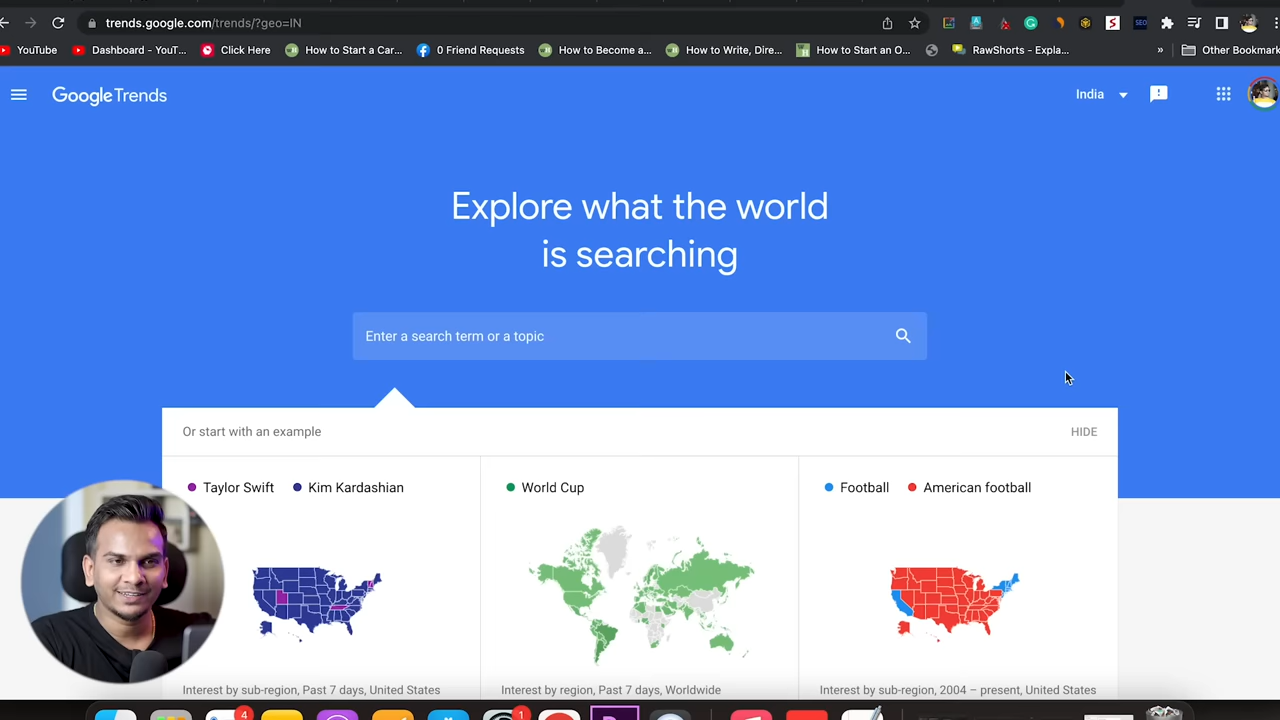 trends.google.com/trends/?geo=IN
YouTube
Dashboard - YouT...
Click Here
How to Start a Car...
0 Friend Requests
How to Become a...
How to Write, Dire...
How to Start an O...
RawShorts - Expla...
»
Other Bookmark
Google Trends
India
Explore what the world
is searching
Enter a search term or a topic
Or start with an example
HIDE
Taylor Swift
Kim Kardashian
World Cup
Football
American football
Interest by sub-region, Past 7 days, United States
Interest by region, Past 7 days, Worldwide
Interest by sub-region, 2004 – present, United States
4
1